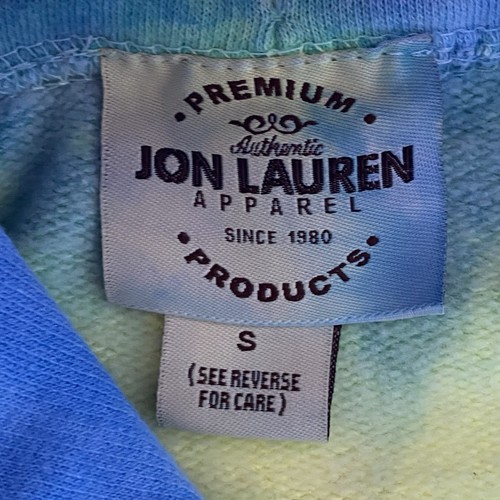 • PREMIUM •
Authentic
JON LAUREN
APPAREL
SINCE 1980
• PRODUCTS •
S
(SEE REVERSE
FOR CARE)